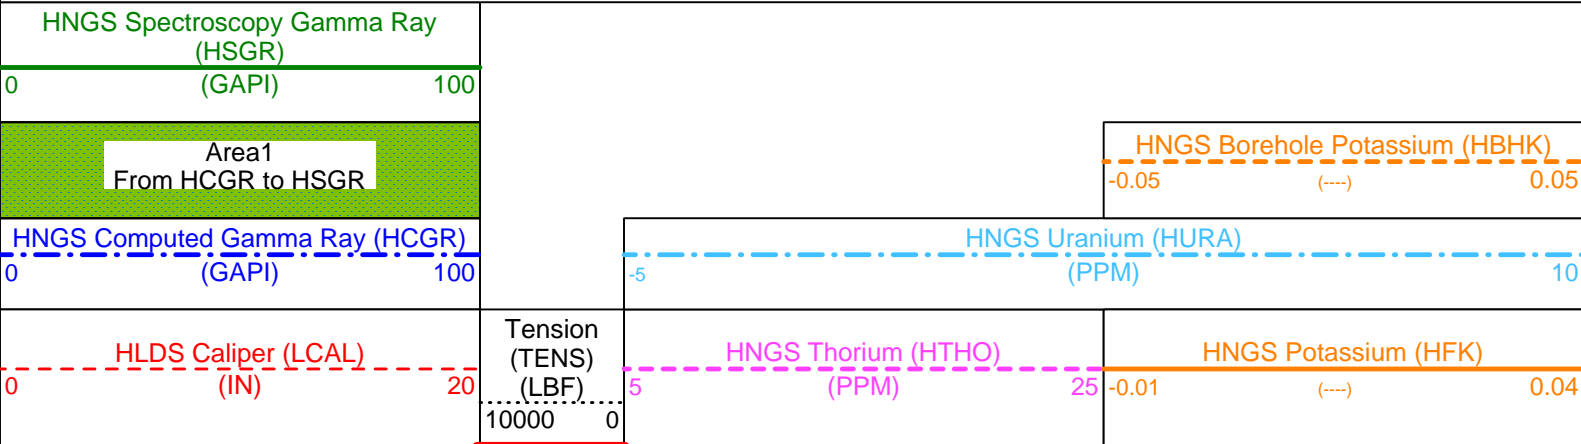 HNGS Spectroscopy Gamma Ray
(HSGR)
0 (GAPI) 100
Area1
From HCGR to HSGR
HNGS Borehole Potassium (HBHK)
-0.05 (----) 0.05
HNGS Computed Gamma Ray (HCGR)
0 (GAPI) 100
HNGS Uranium (HURA)
-5 (PPM) 10
HLDS Caliper (LCAL)
0 (IN) 20
Tension
(TENS)
(LBF)
10000 0
HNGS Thorium (HTHO)
5 (PPM) 25
HNGS Potassium (HFK)
-0.01 (----) 0.04